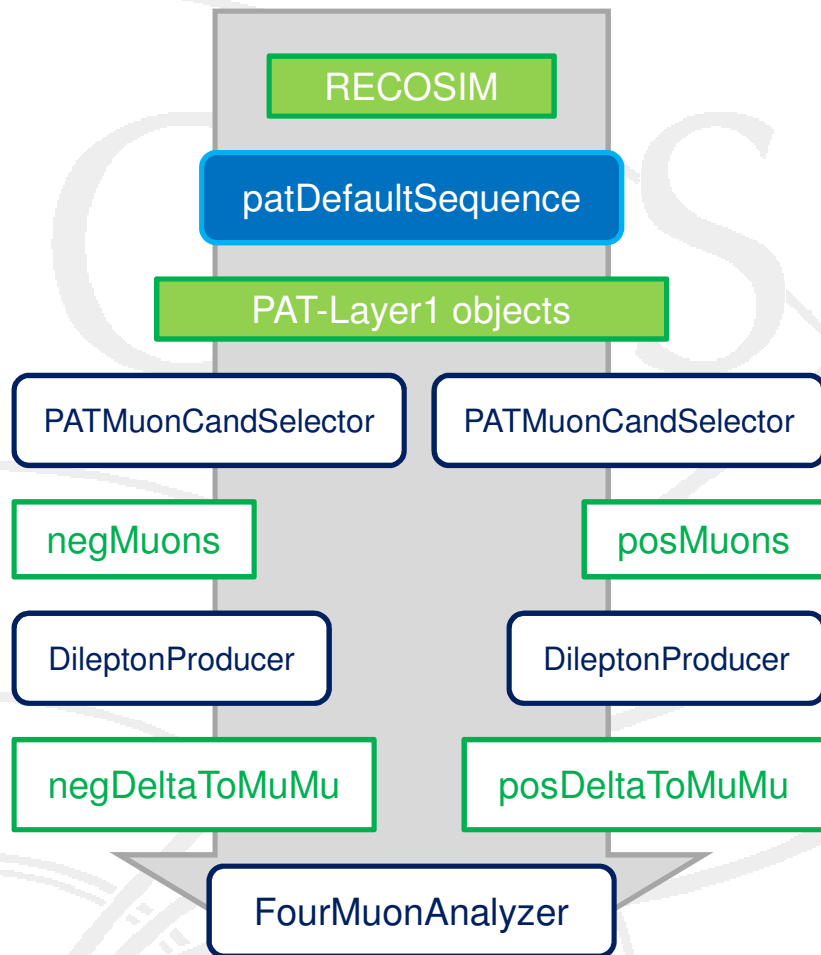 RECOSIM
patDefaultSequence
PAT-Layer1 objects
PATMuonCandSelector
PATMuonCandSelector
negMuons
posMuons
DileptonProducer
DileptonProducer
negDeltaToMuMu
posDeltaToMuMu
FourMuonAnalyzer